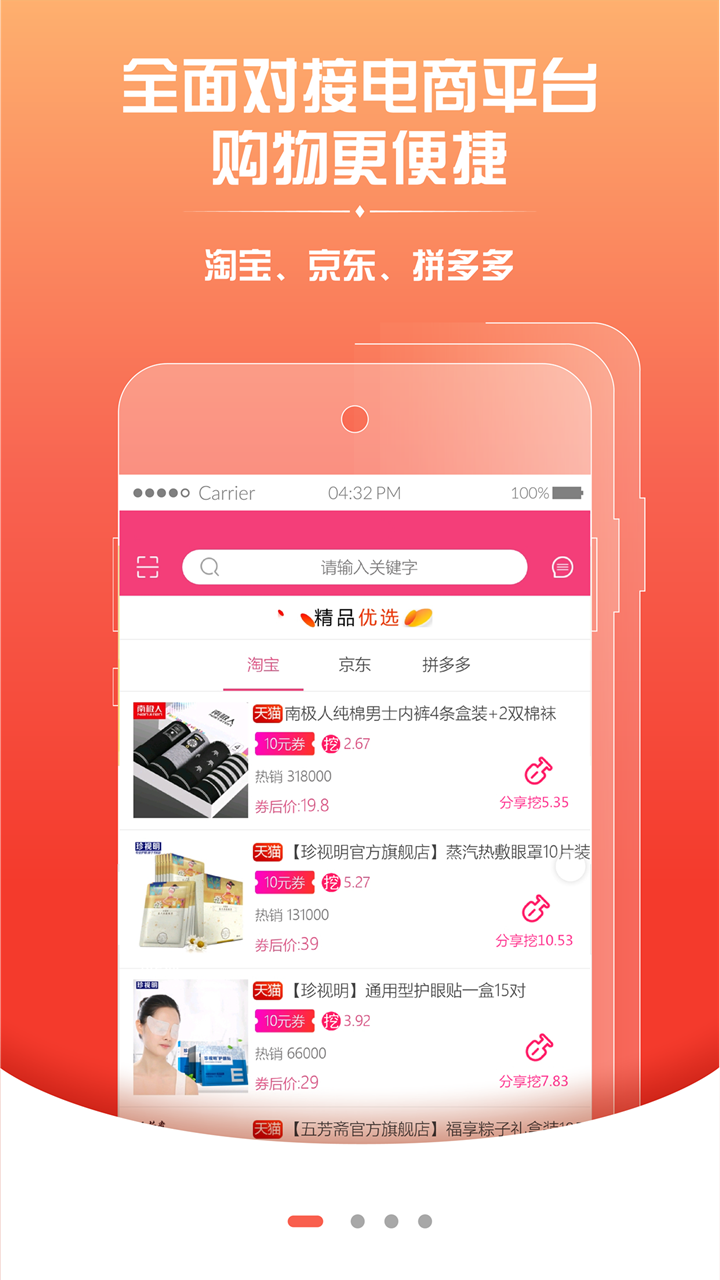 全面对接电商平台
购物更便捷
淘宝、京东、拼多多
Carrier 04:32 PM 100%
请输入关键字
精品优选
淘宝 京东 拼多多
南极人
南极人
天猫 南极人纯棉男士内裤4条盒装+2双棉袜
10元券 挖 2.67
热销 318000
券后价:19.8
分享挖5.35
珍视明
天猫 【珍视明官方旗舰店】蒸汽热敷眼罩10片装
10元券 挖 5.27
热销 131000
券后价:39
分享挖10.53
珍视明
天猫 【珍视明】通用型护眼贴一盒15对
10元券 挖 3.92
热销 66000
券后价:29
E
分享挖7.83
天猫 【五芳斋官方旗舰店】福享粽子礼盒装